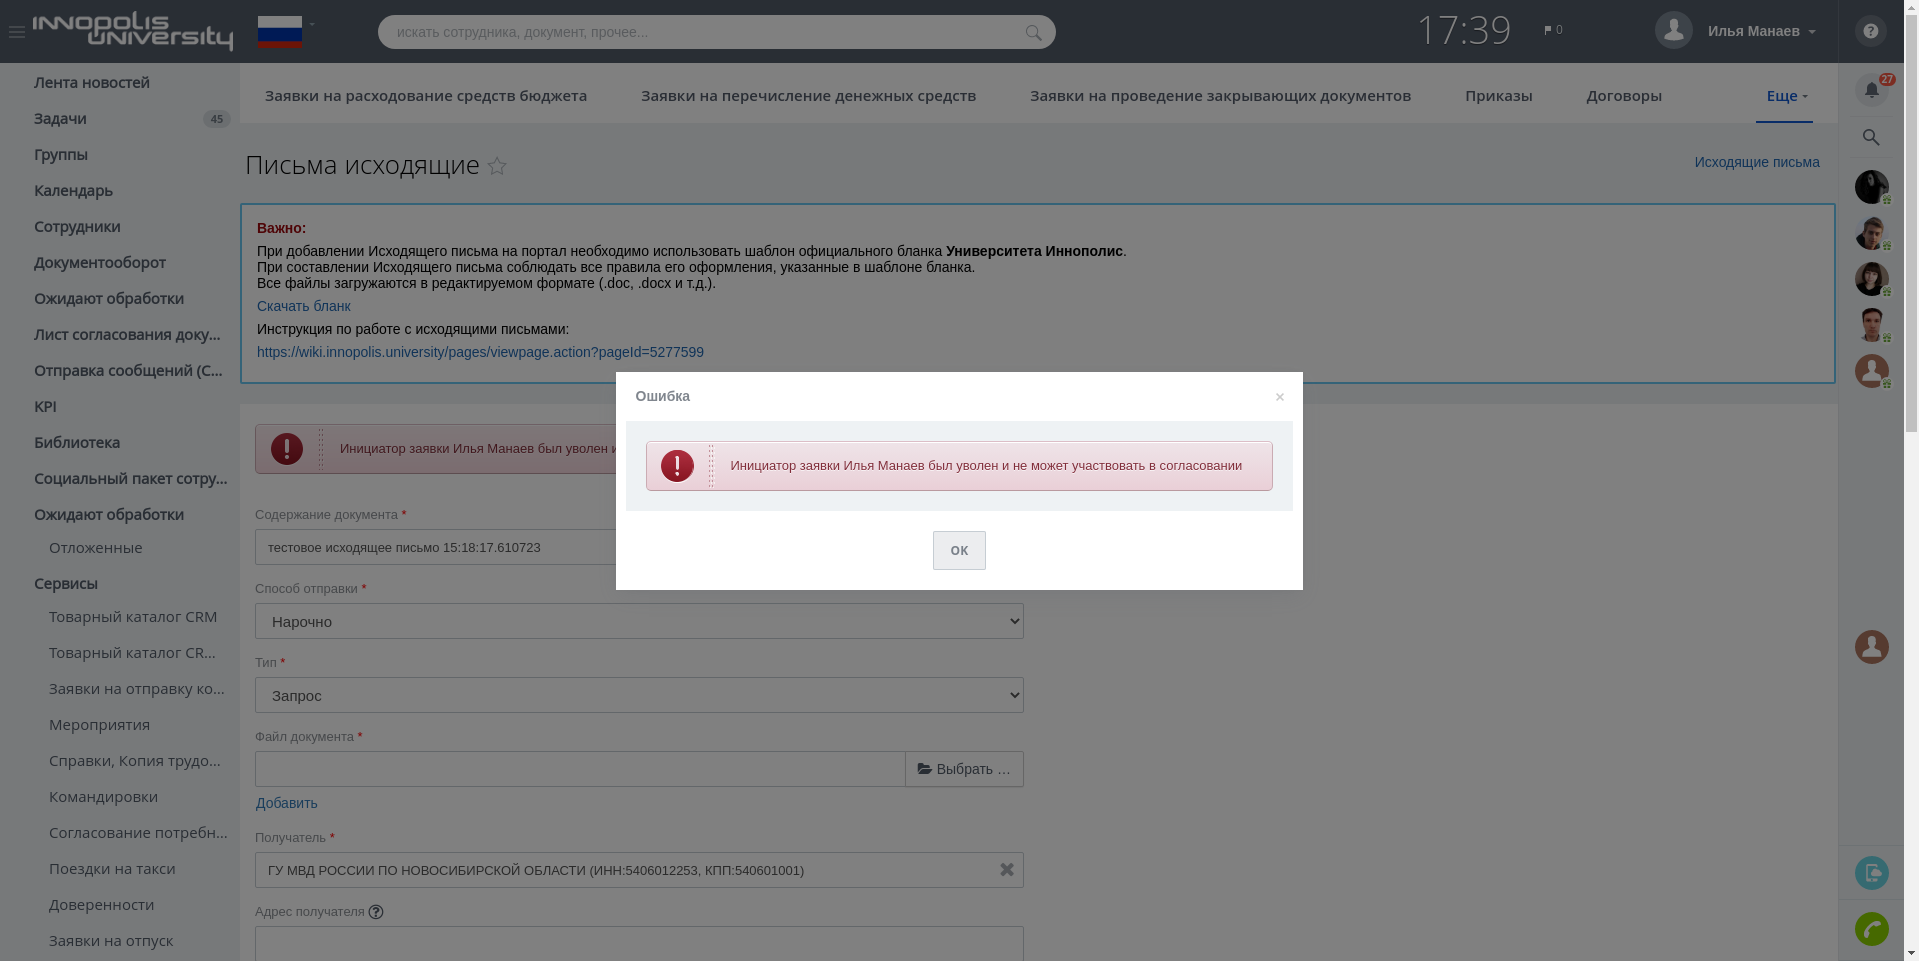 INNOPOLIS
UNIVERSITY
искать сотрудника, документ, прочее...
17:39
0
Илья Манаев
?
27
Лента новостей
Задачи
45
Группы
Календарь
Сотрудники
Документооборот
Ожидают обработки
Лист согласования доку...
Отправка сообщений (С...
KPI
Библиотека
Социальный пакет сотру...
Ожидают обработки
Отложенные
Сервисы
Товарный каталог CRM
Товарный каталог CR...
Заявки на отправку ко...
Мероприятия
Справки, Копия трудо...
Командировки
Согласование потребн...
Поездки на такси
Доверенности
Заявки на отпуск
Заявки на расходование средств бюджета
Заявки на перечисление денежных средств
Заявки на проведение закрывающих документов
Приказы
Договоры
Еще
Письма исходящие
Исходящие письма
Важно:
При добавлении Исходящего письма на портал необходимо использовать шаблон официального бланка Университета Иннополис.
При составлении Исходящего письма соблюдать все правила его оформления, указанные в шаблоне бланка.
Все файлы загружаются в редактируемом формате (.doc, .docx и т.д.).
Скачать бланк
Инструкция по работе с исходящими письмами:
https://wiki.innopolis.university/pages/viewpage.action?pageId=5277599
Инициатор заявки Илья Манаев был уволен и
Ошибка
×
Инициатор заявки Илья Манаев был уволен и не может участвовать в согласовании
ОК
Содержание документа *
тестовое исходящее письмо 15:18:17.610723
Способ отправки *
Нарочно
Тип *
Запрос
Файл документа *
Выбрать ...
Добавить
Получатель *
ГУ МВД РОССИИ ПО НОВОСИБИРСКОЙ ОБЛАСТИ (ИНН:5406012253, КПП:540601001)
Адрес получателя ?